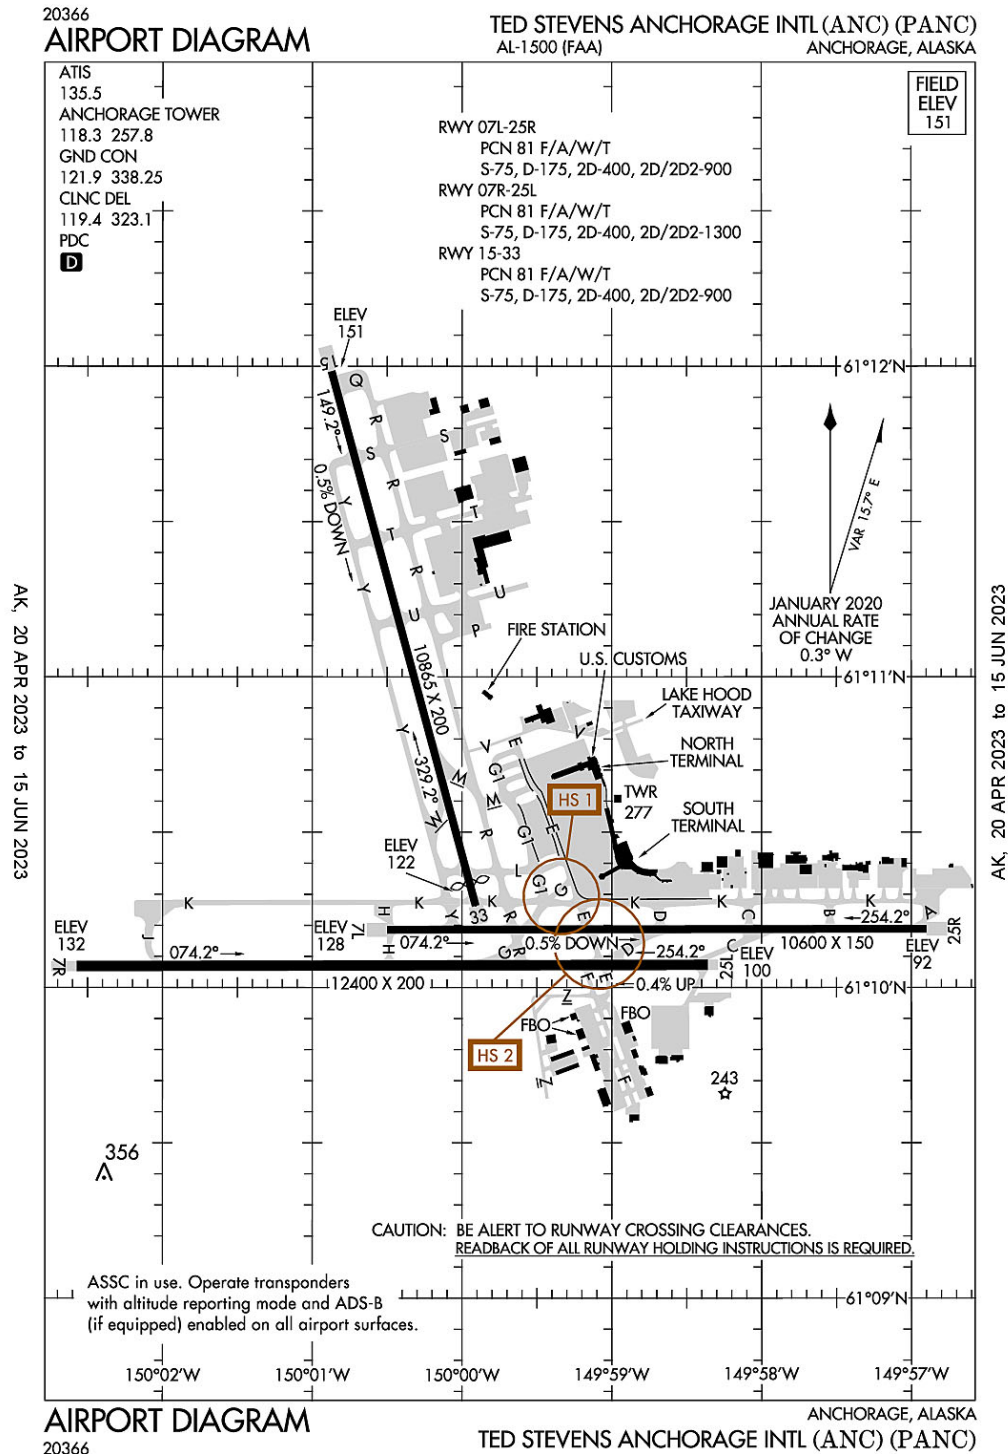 20366
AIRPORT DIAGRAM
TED STEVENS ANCHORAGE INTL (ANC) (PANC)
AL-1500 (FAA)
ANCHORAGE, ALASKA
ATIS
135.5
ANCHORAGE TOWER
118.3 257.8
GND CON
121.9 338.25
CLNC DEL
119.4 323.1
PDC
D
FIELD
ELEV
151
RWY 07L-25R
PCN 81 F/A/W/T
S-75, D-175, 2D-400, 2D/2D2-900
RWY 07R-25L
PCN 81 F/A/W/T
S-75, D-175, 2D-400, 2D/2D2-1300
RWY 15-33
PCN 81 F/A/W/T
S-75, D-175, 2D-400, 2D/2D2-900
ELEV
151
15
61°12'N
Q
149.2°
R
S
S
0.5% DOWN
Y
R
T
T
Y
R
U
U
P
VAR 15.7° E
JANUARY 2020
ANNUAL RATE
OF CHANGE
0.3° W
AK, 20 APR 2023 to 15 JUN 2023
AK, 20 APR 2023 to 15 JUN 2023
FIRE STATION
U.S. CUSTOMS
61°11'N
10865 X 200
LAKE HOOD
TAXIWAY
Y
V
E
V
NORTH
TERMINAL
329.2°
M
G1
M
HS 1
TWR
277
SOUTH
TERMINAL
W
R
G1
E
ELEV
122
L
G1
G
K
K
K
K
K
K
H
Y
33
R
E
D
C
B
254.2°
A
J
ELEV
132
7R
ELEV
128
7L
H
074.2°
074.2°
G
R
0.5% DOWN
D
254.2°
C
10600 X 150
25R
ELEV
92
25L
ELEV
100
12400 X 200
F
E
0.4% UP
61°10'N
Z
FBO
FBO
HS 2
Z
F
243
356
CAUTION: BE ALERT TO RUNWAY CROSSING CLEARANCES.
READBACK OF ALL RUNWAY HOLDING INSTRUCTIONS IS REQUIRED.
ASSC in use. Operate transponders
with altitude reporting mode and ADS-B
(if equipped) enabled on all airport surfaces.
61°09'N
150°02'W
150°01'W
150°00'W
149°59'W
149°58'W
149°57'W
AIRPORT DIAGRAM
20366
ANCHORAGE, ALASKA
TED STEVENS ANCHORAGE INTL (ANC) (PANC)